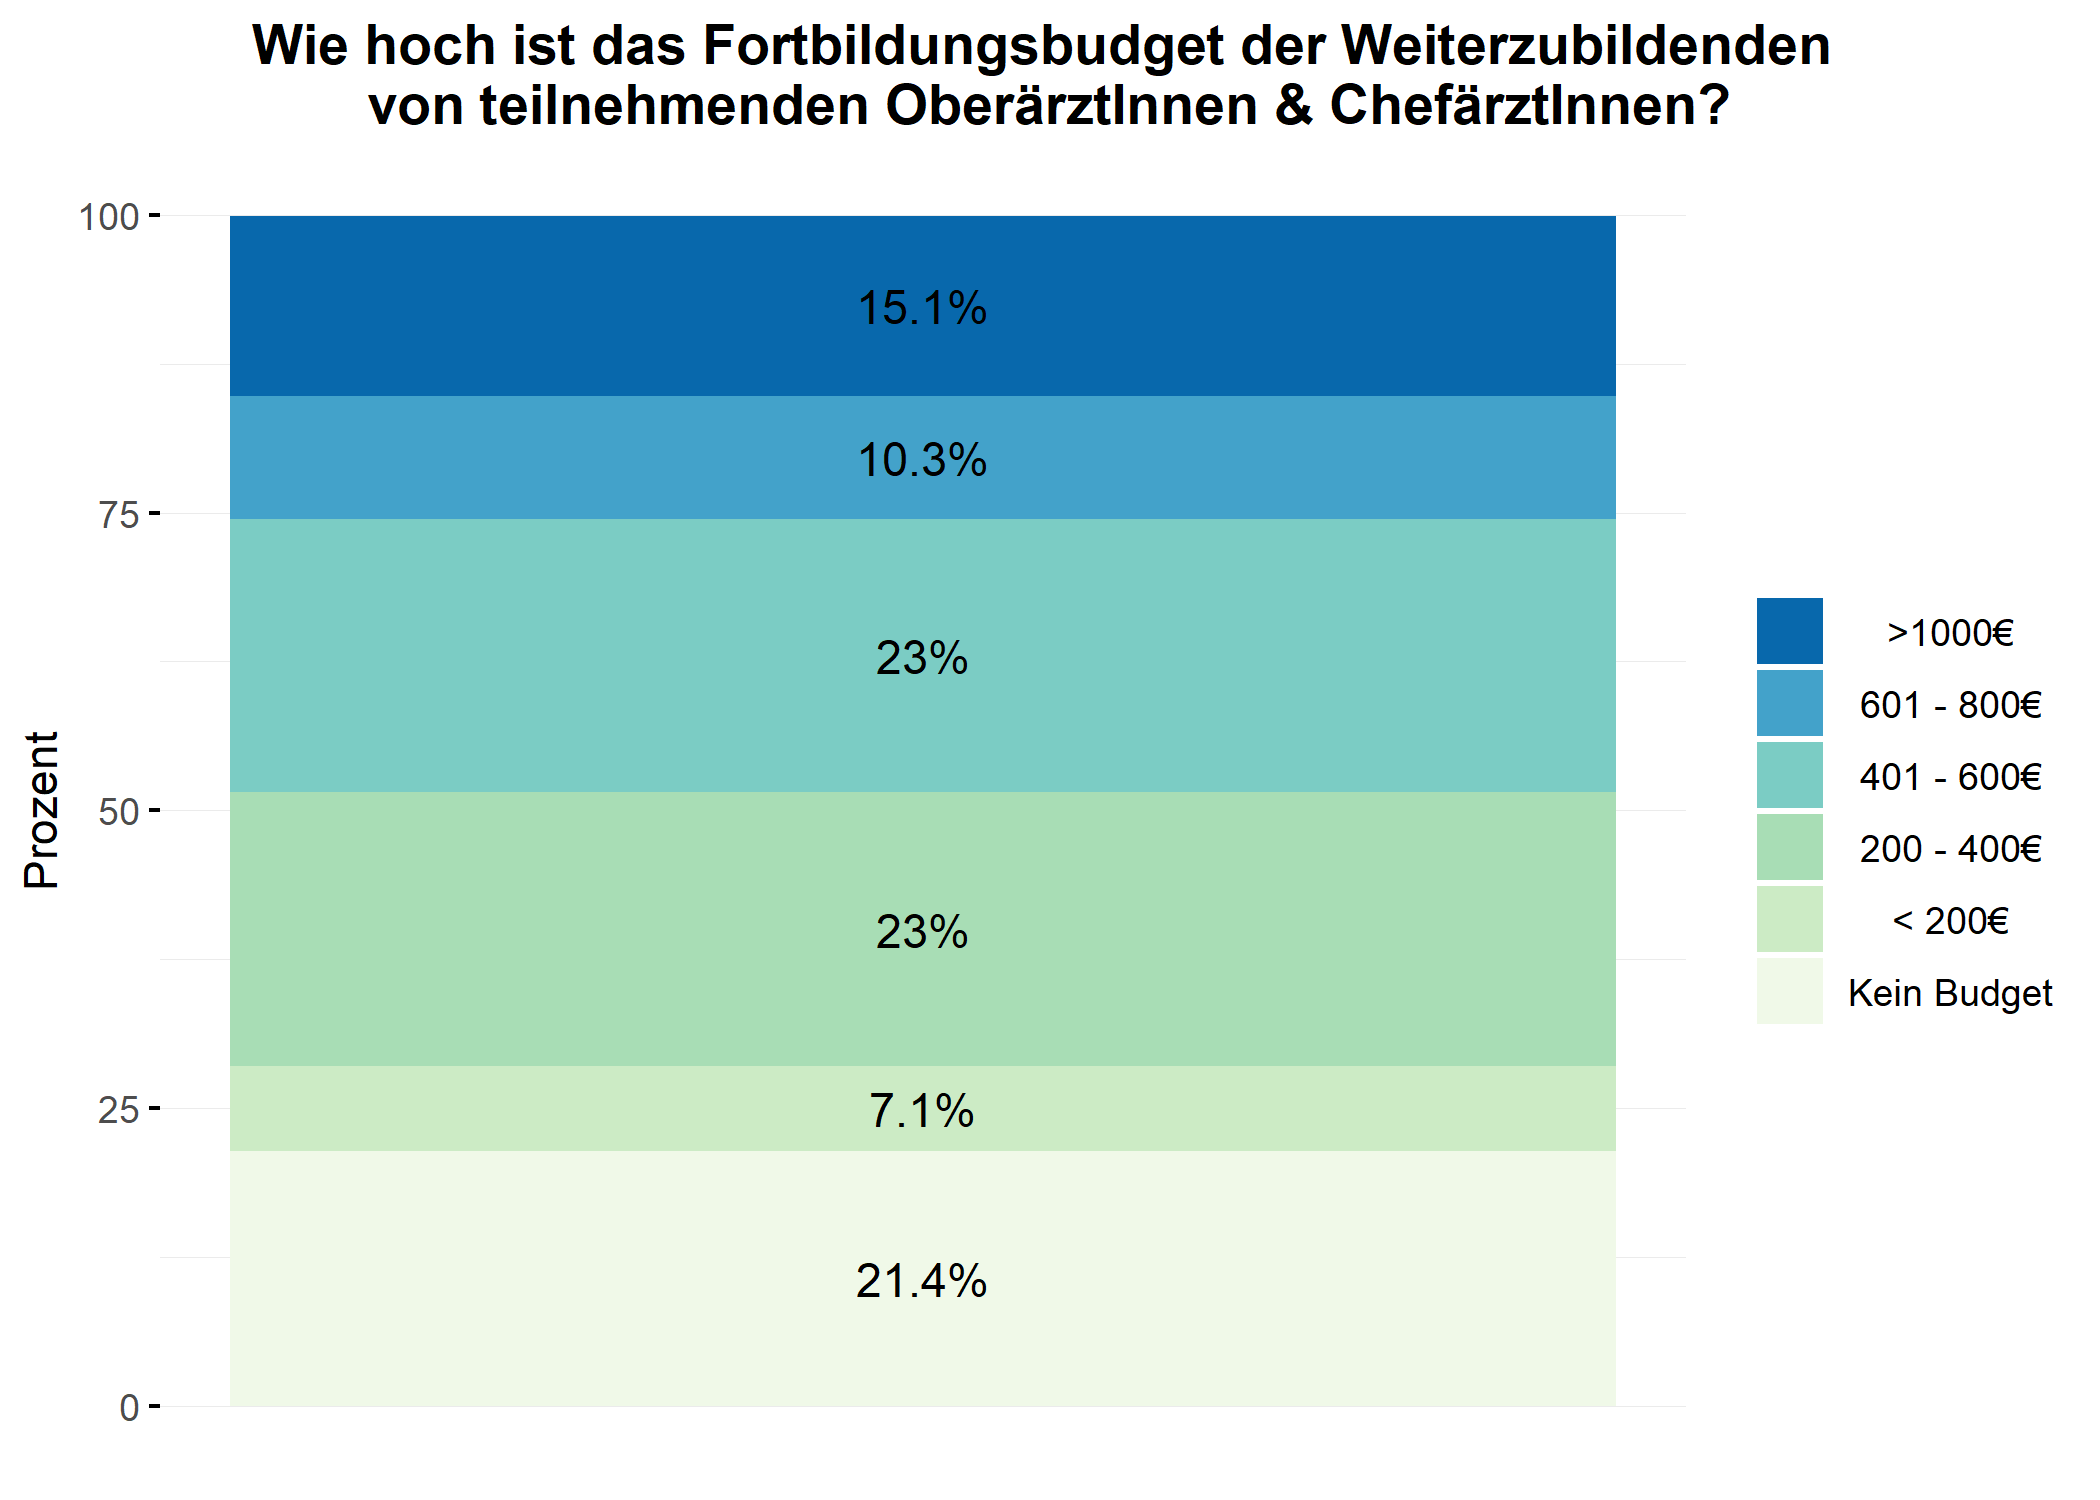 Wie hoch ist das Fortbildungsbudget der Weiterzubildenden
von teilnehmenden OberärztInnen & ChefärztInnen?
Prozent
100
75
50
25
0
15.1%
10.3%
23%
23%
7.1%
21.4%
>1000€
601 - 800€
401 - 600€
200 - 400€
< 200€
Kein Budget